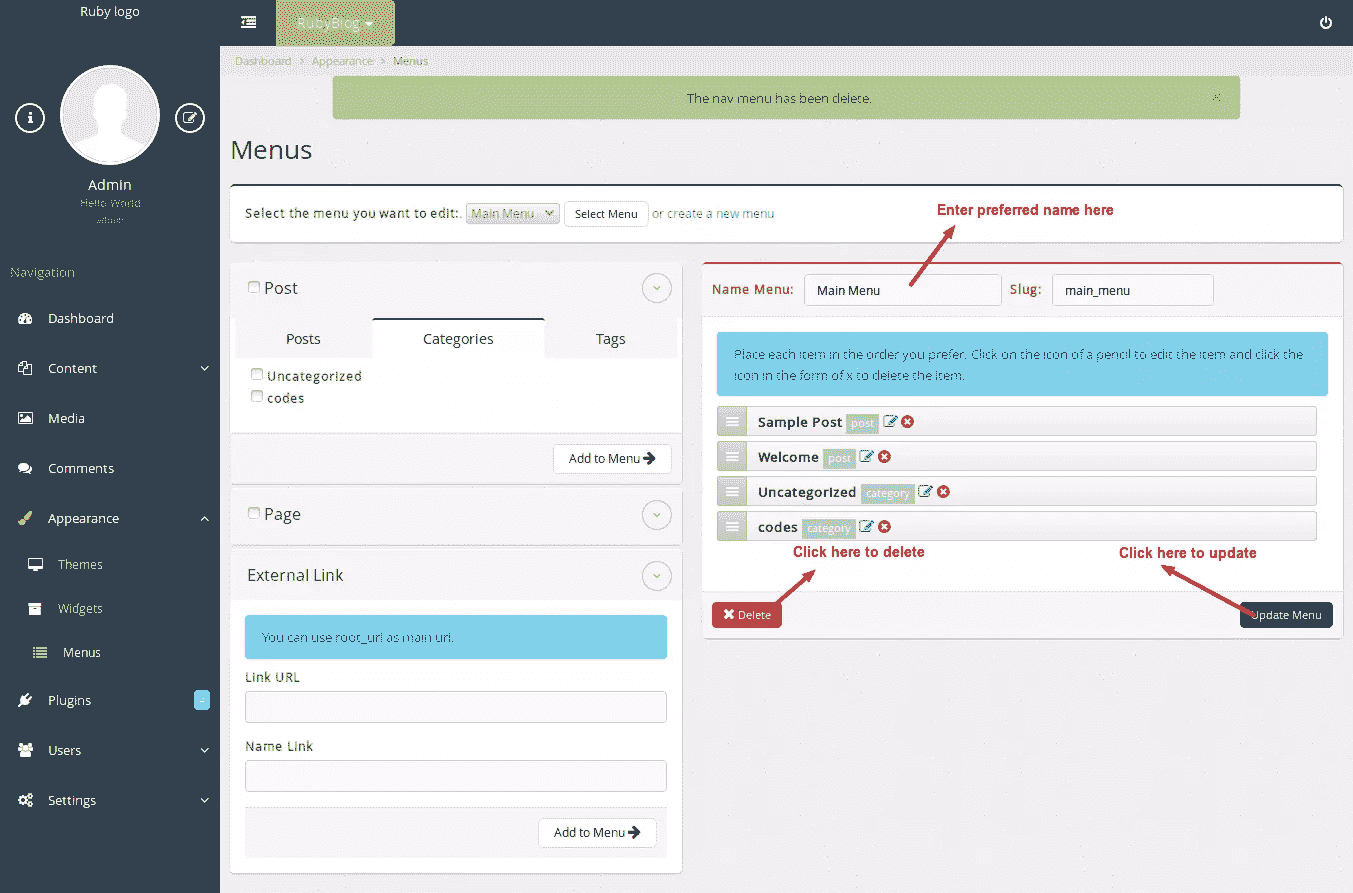 Ruby logo
RubyBlog
Dashboard > Appearance > Menus
The nav menu has been delete. ×
Menus
Admin
Hello World
Navigation
Dashboard
Content
Media
Comments
Appearance
Themes
Widgets
Menus
Plugins
Users
Settings
Select the menu you want to edit:. Main Menu Select Menu or create a new menu
Enter preferred name here
Post
Posts Categories Tags
Uncategorized
codes
Add to Menu
Page
External Link
You can use root_url as main url.
Link URL
Name Link
Add to Menu
Name Menu: Main Menu Slug: main_menu
Place each item in the order you prefer. Click on the icon of a pencil to edit the item and click the
icon in the form of x to delete the item.
Sample Post post
Welcome post
Uncategorized category
codes category
Click here to delete Click here to update
Delete Update Menu